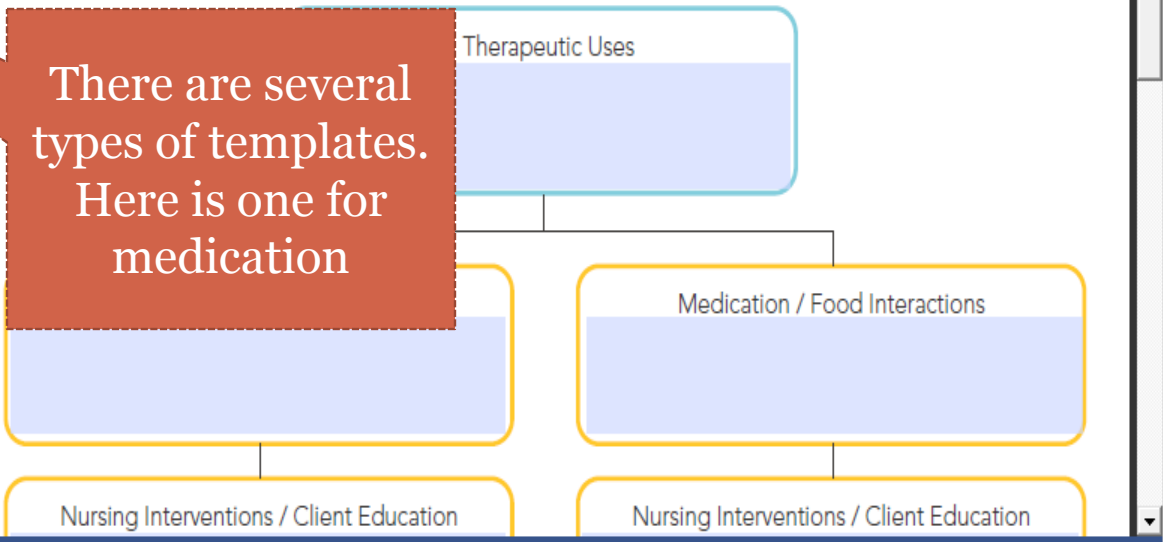 Therapeutic Uses
There are several
types of templates.
Here is one for
medication
Medication / Food Interactions
Nursing Interventions / Client Education
Nursing Interventions / Client Education